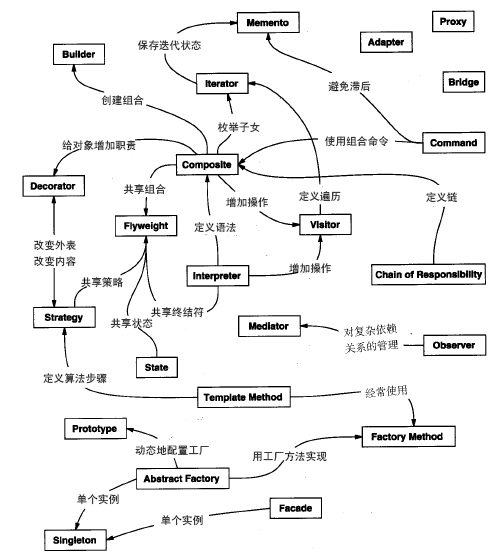 Memento
Proxy
保存迭代状态
Adapter
Builder
Iterator
Bridge
创建组合
避免滞后
枚举子女
给对象增加职责
使用组合命令
Command
Composite
Decorator
共享组合
增加操作
定义遍历
定义链
Flyweight
定义语法
Visitor
改变外表
改变内容
增加操作
Interpreter
Chain of Responsibility
共享策略
Strategy
共享状态
共享终结符
Mediator
对复杂依赖
关系的管理
Observer
State
定义算法步骤
Template Method
经常使用
Prototype
Factory Method
动态地配置工厂
用工厂方法实现
Abstract Factory
单个实例
Facade
单个实例
Singleton